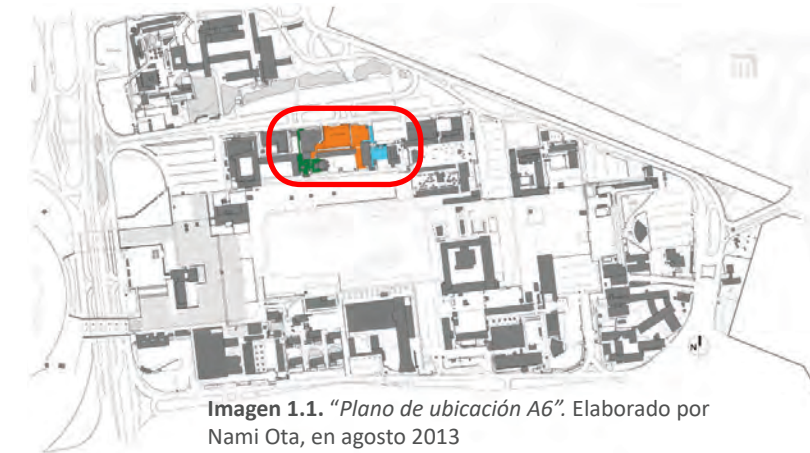 N
Imagen 1.1. “Plano de ubicación A6”. Elaborado por
Nami Ota, en agosto 2013